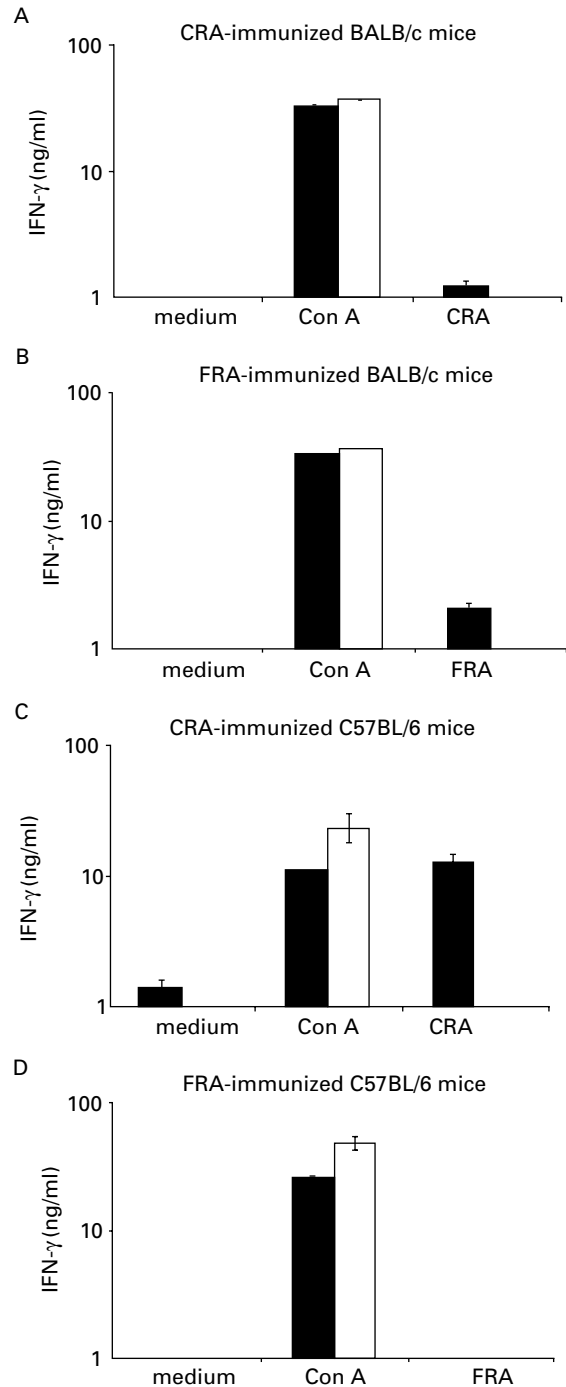 A
CRA-immunized BALB/c mice
100
10
1
IFN-γ (ng/ml)
medium Con A CRA
B
FRA-immunized BALB/c mice
100
10
1
IFN-γ (ng/ml)
medium Con A FRA
C
CRA-immunized C57BL/6 mice
100
10
1
IFN-γ (ng/ml)
medium Con A CRA
D
FRA-immunized C57BL/6 mice
100
10
1
IFN-γ (ng/ml)
medium Con A FRA